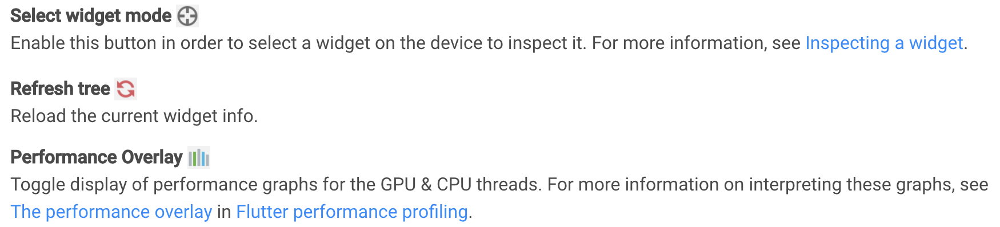 Select widget mode
Enable this button in order to select a widget on the device to inspect it. For more information, see Inspecting a widget.
Refresh tree
Reload the current widget info.
Performance Overlay
Toggle display of performance graphs for the GPU & CPU threads. For more information on interpreting these graphs, see
The performance overlay in Flutter performance profiling.